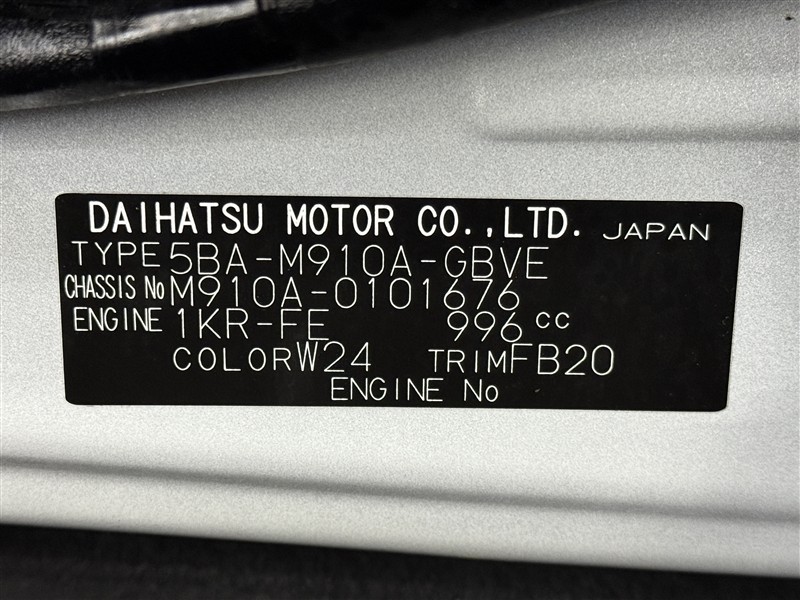 DAIHATSU MOTOR CO.,LTD. JAPAN
TYPE 5BA-M910A-GBVE
CHASSIS No M910A-0101676
ENGINE 1KR-FE 996 cc
COLOR W24 TRIM FB20
ENGINE No